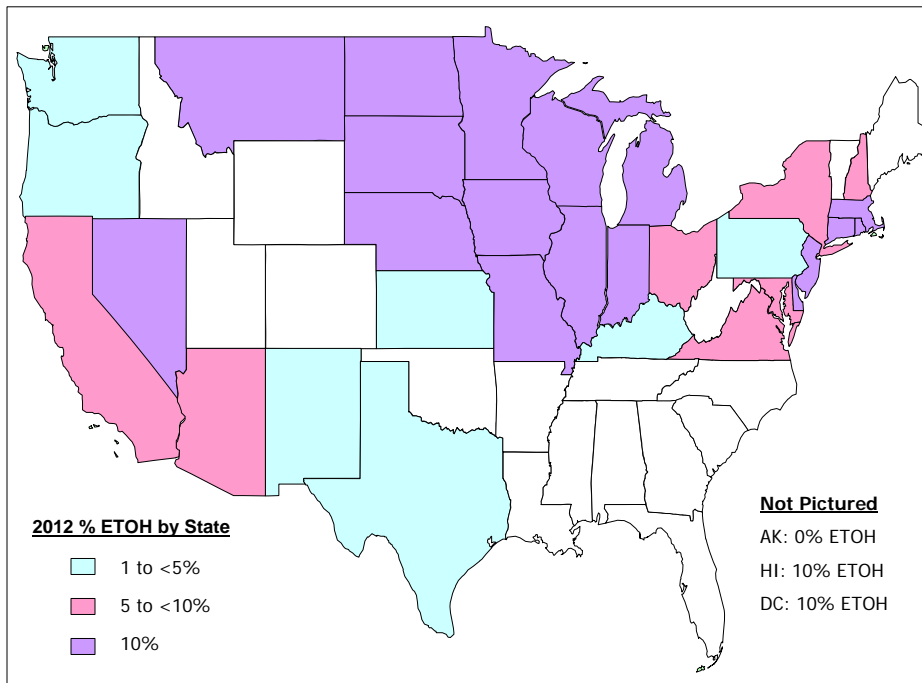 2012 % ETOH by State
1 to <5%
5 to <10%
10%
Not Pictured
AK: 0% ETOH
HI: 10% ETOH
DC: 10% ETOH